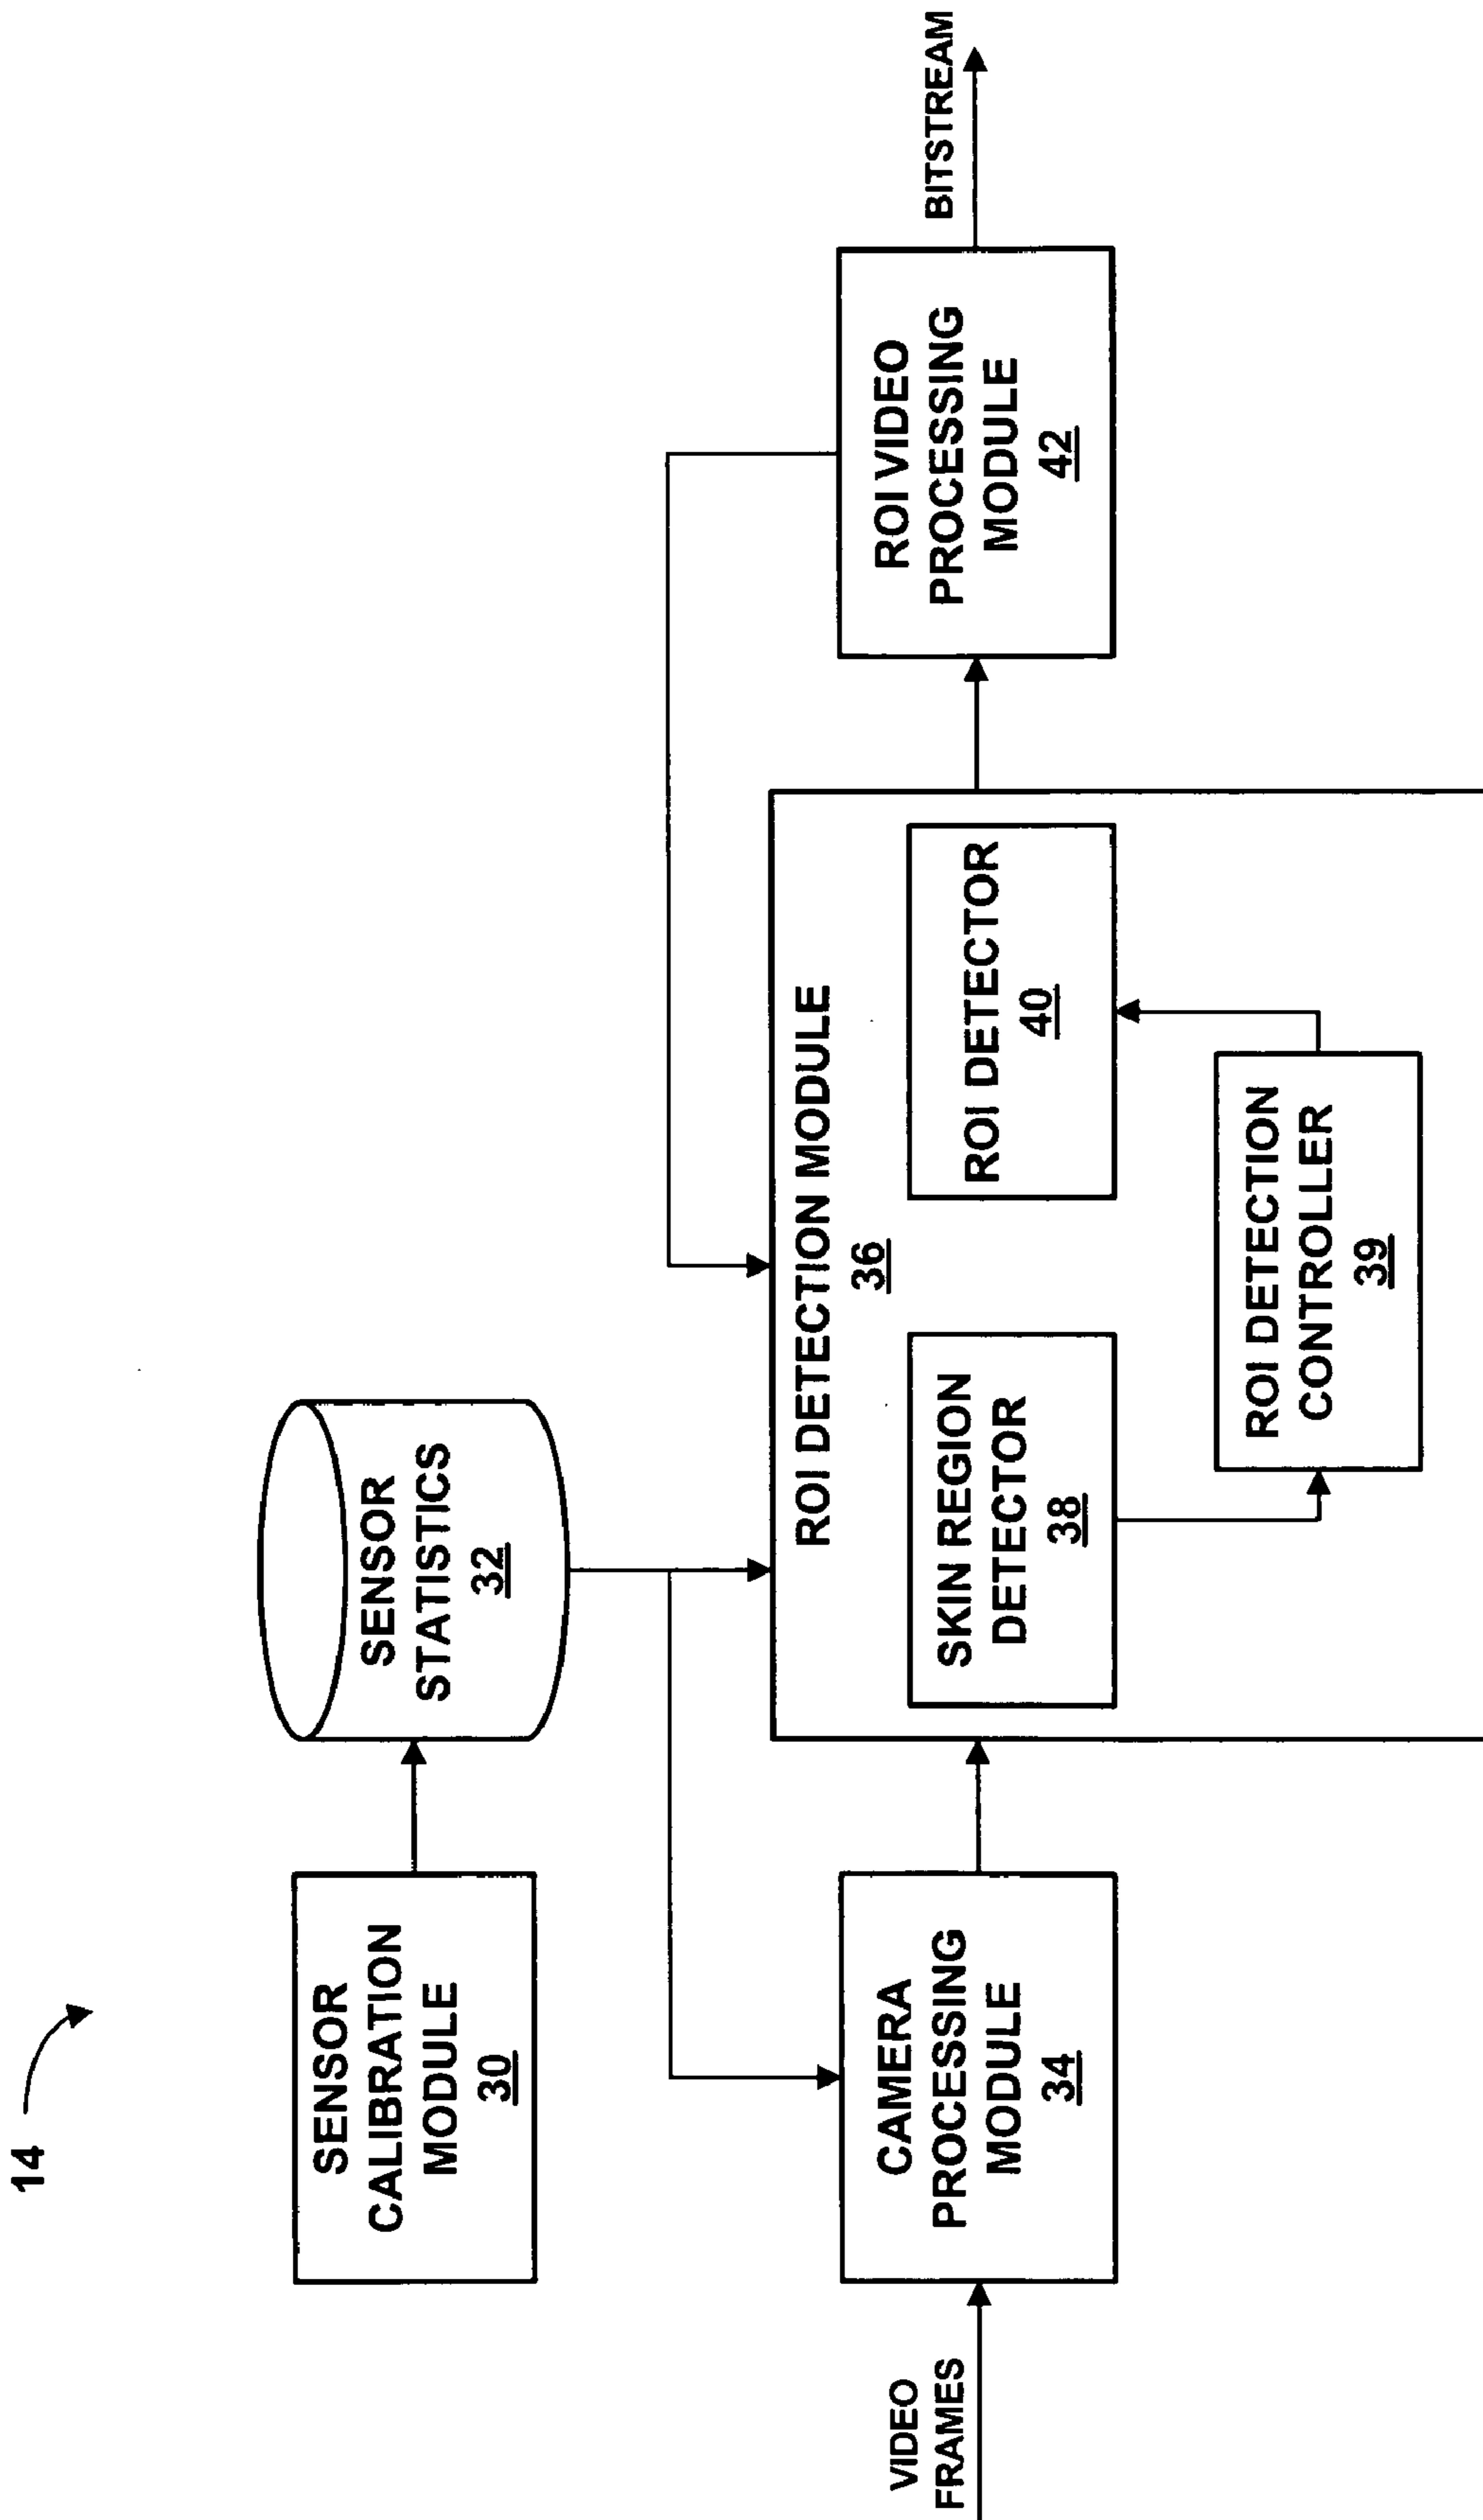 14
SENSOR
CALIBRATION
MODULE
30
SENSOR
STATISTICS
32
VIDEO
FRAMES
CAMERA
PROCESSING
MODULE
34
ROI DETECTION MODULE
36
SKIN REGION
DETECTOR
38
ROI DETECTOR
40
ROI DETECTION
CONTROLLER
39
ROI VIDEO
PROCESSING
MODULE
42
BITSTREAM